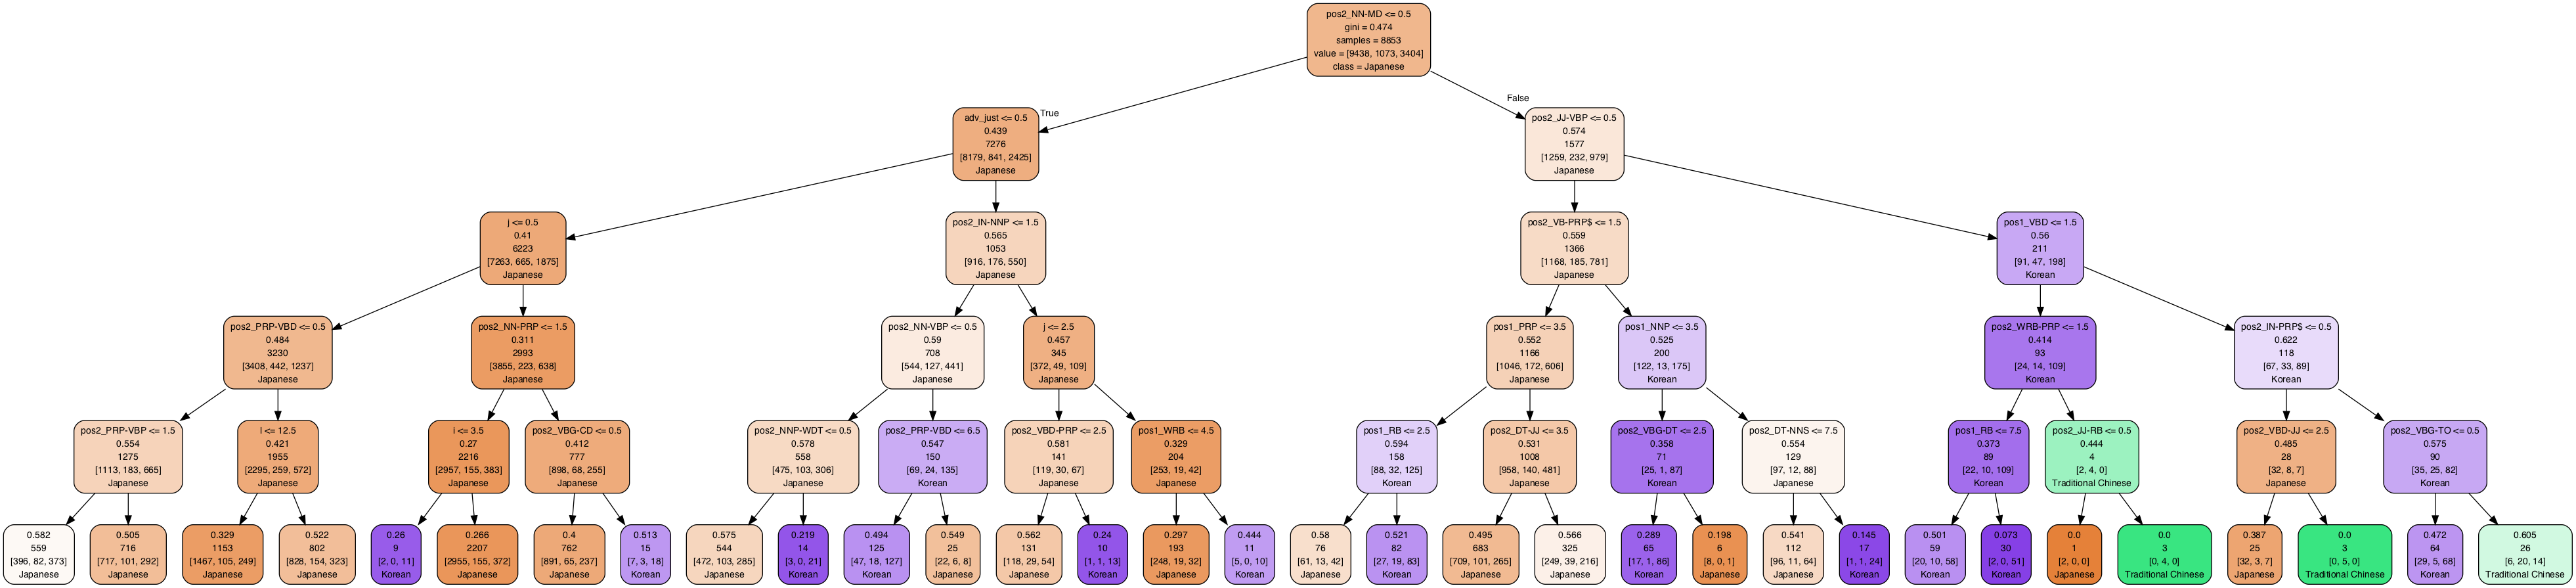 pos2_NN-MD <= 0.5
gini = 0.474
samples = 8853
value = [9438, 1073, 3404]
class = Japanese
True
False
adv_just <= 0.5
0.439
7276
[8179, 841, 2425]
Japanese
pos2_JJ-VBP <= 0.5
0.574
1577
[1259, 232, 979]
Japanese
j <= 0.5
0.41
6223
[7263, 665, 1875]
Japanese
pos2_IN-NNP <= 1.5
0.565
1053
[916, 176, 550]
Japanese
pos2_VB-PRP$ <= 1.5
0.559
1366
[1168, 185, 781]
Japanese
pos1_VBD <= 1.5
0.56
211
[91, 47, 198]
Korean
pos2_PRP-VBD <= 0.5
0.484
3230
[3408, 442, 1237]
Japanese
pos2_NN-PRP <= 1.5
0.311
2993
[3855, 223, 638]
Japanese
pos2_NN-VBP <= 0.5
0.59
708
[544, 127, 441]
Japanese
j <= 2.5
0.457
345
[372, 49, 109]
Japanese
pos1_PRP <= 3.5
0.552
1166
[1046, 172, 606]
Japanese
pos1_NNP <= 3.5
0.525
200
[122, 13, 175]
Korean
pos2_WRB-PRP <= 1.5
0.414
93
[24, 14, 109]
Korean
pos2_IN-PRP$ <= 0.5
0.622
118
[67, 33, 89]
Korean
pos2_PRP-VBP <= 1.5
0.554
1275
[1113, 183, 665]
Japanese
l <= 12.5
0.421
1955
[2295, 259, 572]
Japanese
i <= 3.5
0.27
2216
[2957, 155, 383]
Japanese
pos2_VBG-CD <= 0.5
0.412
777
[898, 68, 255]
Japanese
pos2_NNP-WDT <= 0.5
0.578
558
[475, 103, 306]
Japanese
pos2_PRP-VBD <= 6.5
0.547
150
[69, 24, 135]
Korean
pos2_VBD-PRP <= 2.5
0.581
141
[119, 30, 67]
Japanese
pos1_WRB <= 4.5
0.329
204
[253, 19, 42]
Japanese
pos1_RB <= 2.5
0.594
158
[88, 32, 125]
Korean
pos2_DT-JJ <= 3.5
0.531
1008
[958, 140, 481]
Japanese
pos2_VBG-DT <= 2.5
0.358
71
[25, 1, 87]
Korean
pos2_DT-NNS <= 7.5
0.554
129
[97, 12, 88]
Japanese
pos1_RB <= 7.5
0.373
89
[22, 10, 109]
Korean
pos2_JJ-RB <= 0.5
0.444
4
[2, 4, 0]
Traditional Chinese
pos2_VBD-JJ <= 2.5
0.485
28
[32, 8, 7]
Japanese
pos2_VBG-TO <= 0.5
0.575
90
[35, 25, 82]
Korean
0.582
559
[396, 82, 373]
Japanese
0.505
716
[717, 101, 292]
Japanese
0.329
1153
[1467, 105, 249]
Japanese
0.522
802
[828, 154, 323]
Japanese
0.26
9
[2, 0, 11]
Korean
0.266
2207
[2955, 155, 372]
Japanese
0.4
762
[891, 65, 237]
Japanese
0.513
15
[7, 3, 18]
Korean
0.575
544
[472, 103, 285]
Japanese
0.219
14
[3, 0, 21]
Korean
0.494
125
[47, 18, 127]
Korean
0.549
25
[22, 6, 8]
Japanese
0.562
131
[118, 29, 54]
Japanese
0.24
10
[1, 1, 13]
Korean
0.297
193
[248, 19, 32]
Japanese
0.444
11
[5, 0, 10]
Korean
0.58
76
[61, 13, 42]
Japanese
0.521
82
[27, 19, 83]
Korean
0.495
683
[709, 101, 265]
Japanese
0.566
325
[249, 39, 216]
Japanese
0.289
65
[17, 1, 86]
Korean
0.198
6
[8, 0, 1]
Japanese
0.541
112
[96, 11, 64]
Japanese
0.145
17
[1, 1, 24]
Korean
0.501
59
[20, 10, 58]
Korean
0.073
30
[2, 0, 51]
Korean
0.0
1
[2, 0, 0]
Japanese
0.0
3
[0, 4, 0]
Traditional Chinese
0.387
25
[32, 3, 7]
Japanese
0.0
3
[0, 5, 0]
Traditional Chinese
0.472
64
[29, 5, 68]
Korean
0.605
26
[6, 20, 14]
Traditional Chinese